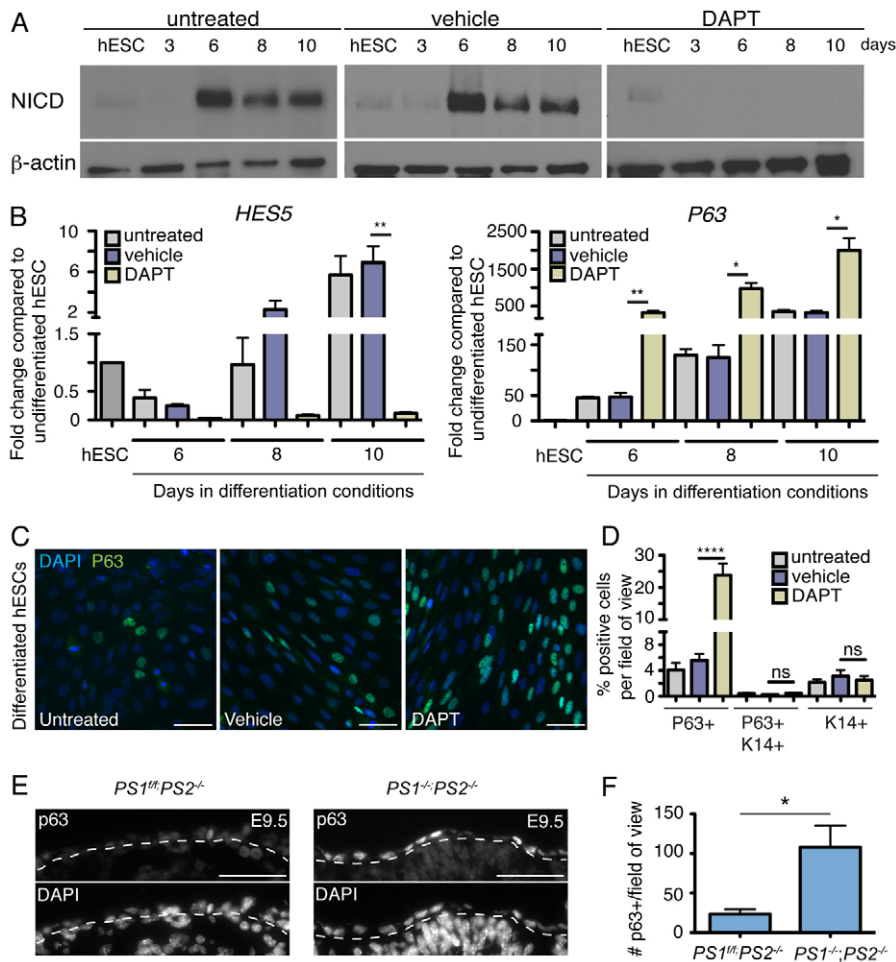 A
untreated vehicle DAPT
hESC 3 6 8 10 hESC 3 6 8 10 hESC 3 6 8 10 days
NICD
β-actin
B
HES5
Fold change compared to
undifferentiated hESC
10
8
6
4
2
1.0
0.5
0
untreated
vehicle
DAPT
**
hESC 6 8 10
Days in differentiation conditions
P63
Fold change compared to
undifferentiated hESC
2500
1500
500
150
50
0
untreated
vehicle
DAPT
** * *
hESC 6 8 10
Days in differentiation conditions
C
Differentiated hESCs
DAPI P63
Untreated Vehicle DAPT
D
% positive cells
per field of view
30
20
10
4
2
0
untreated
vehicle
DAPT
****
ns ns
P63+ P63+ K14+
K14+
E
PS1f/f;PS2-/- PS1-/-;PS2-/-
p63 E9.5 p63 E9.5
DAPI DAPI
F
# p63+/field of view
150
100
50
0
*
PS1f/f;PS2-/- PS1-/-;PS2-/-